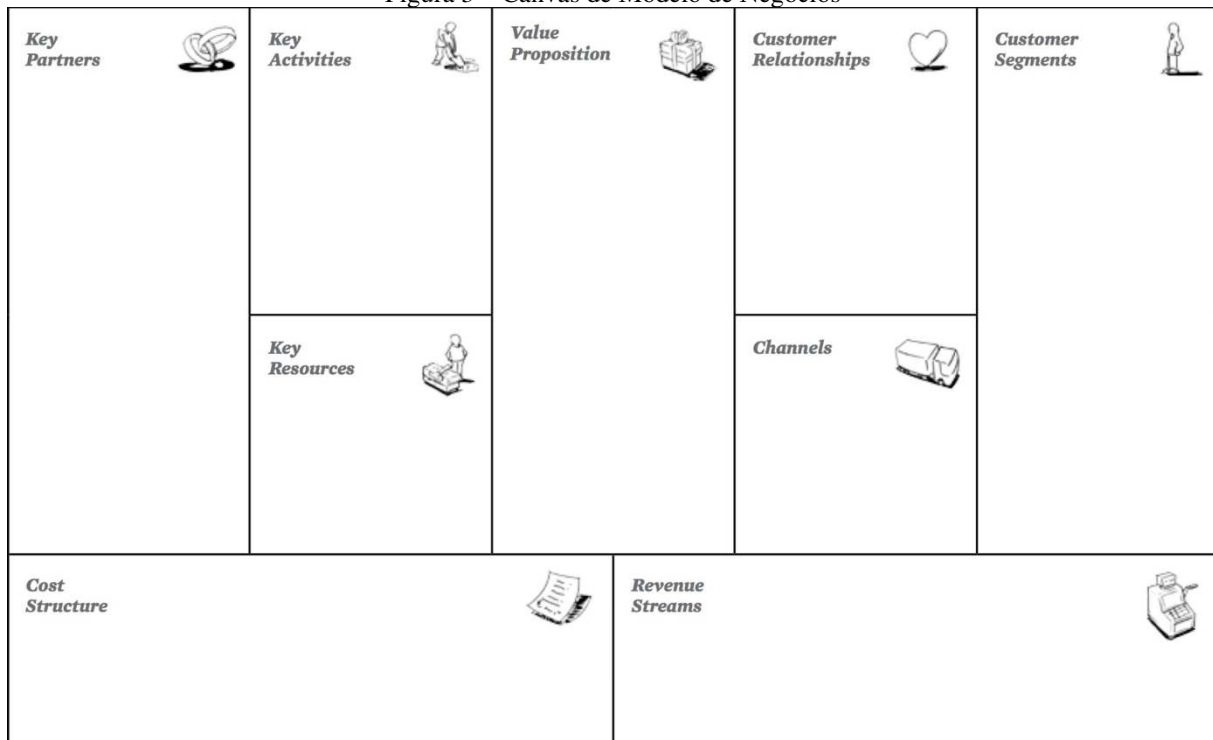 Figura 3 – Canvas de Modelo de Negócios
Key
Partners
Key
Activities
Value
Proposition
Customer
Relationships
Customer
Segments
Key
Resources
Channels
Cost
Structure
Revenue
Streams